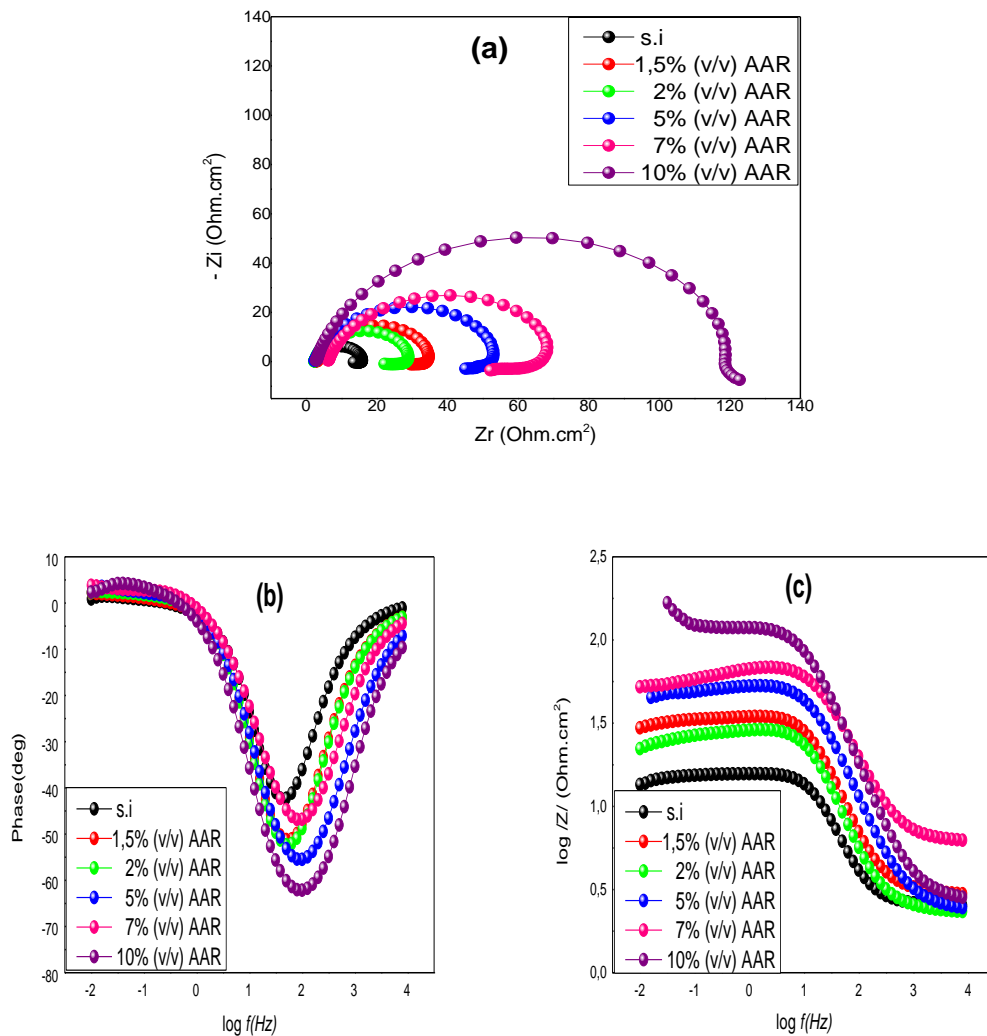 (a)
s.i
1,5% (v/v) AAR
2% (v/v) AAR
5% (v/v) AAR
7% (v/v) AAR
10% (v/v) AAR
140
120
100
80
60
40
20
0
- Zi (Ohm.cm²)
0 20 40 60 80 100 120 140
Zr (Ohm.cm²)
(b)
10
0
-10
-20
-30
-40
-50
-60
-70
-80
Phase(deg)
s.i
1,5% (v/v) AAR
2% (v/v) AAR
5% (v/v) AAR
7% (v/v) AAR
10% (v/v) AAR
-2 -1 0 1 2 3 4
log f(Hz)
(c)
2,5
2,0
1,5
1,0
0,5
0,0
log /Z/ (Ohm.cm²)
s.i
1,5% (v/v) AAR
2% (v/v) AAR
5% (v/v) AAR
7% (v/v) AAR
10% (v/v) AAR
-2 -1 0 1 2 3 4
log f(Hz)